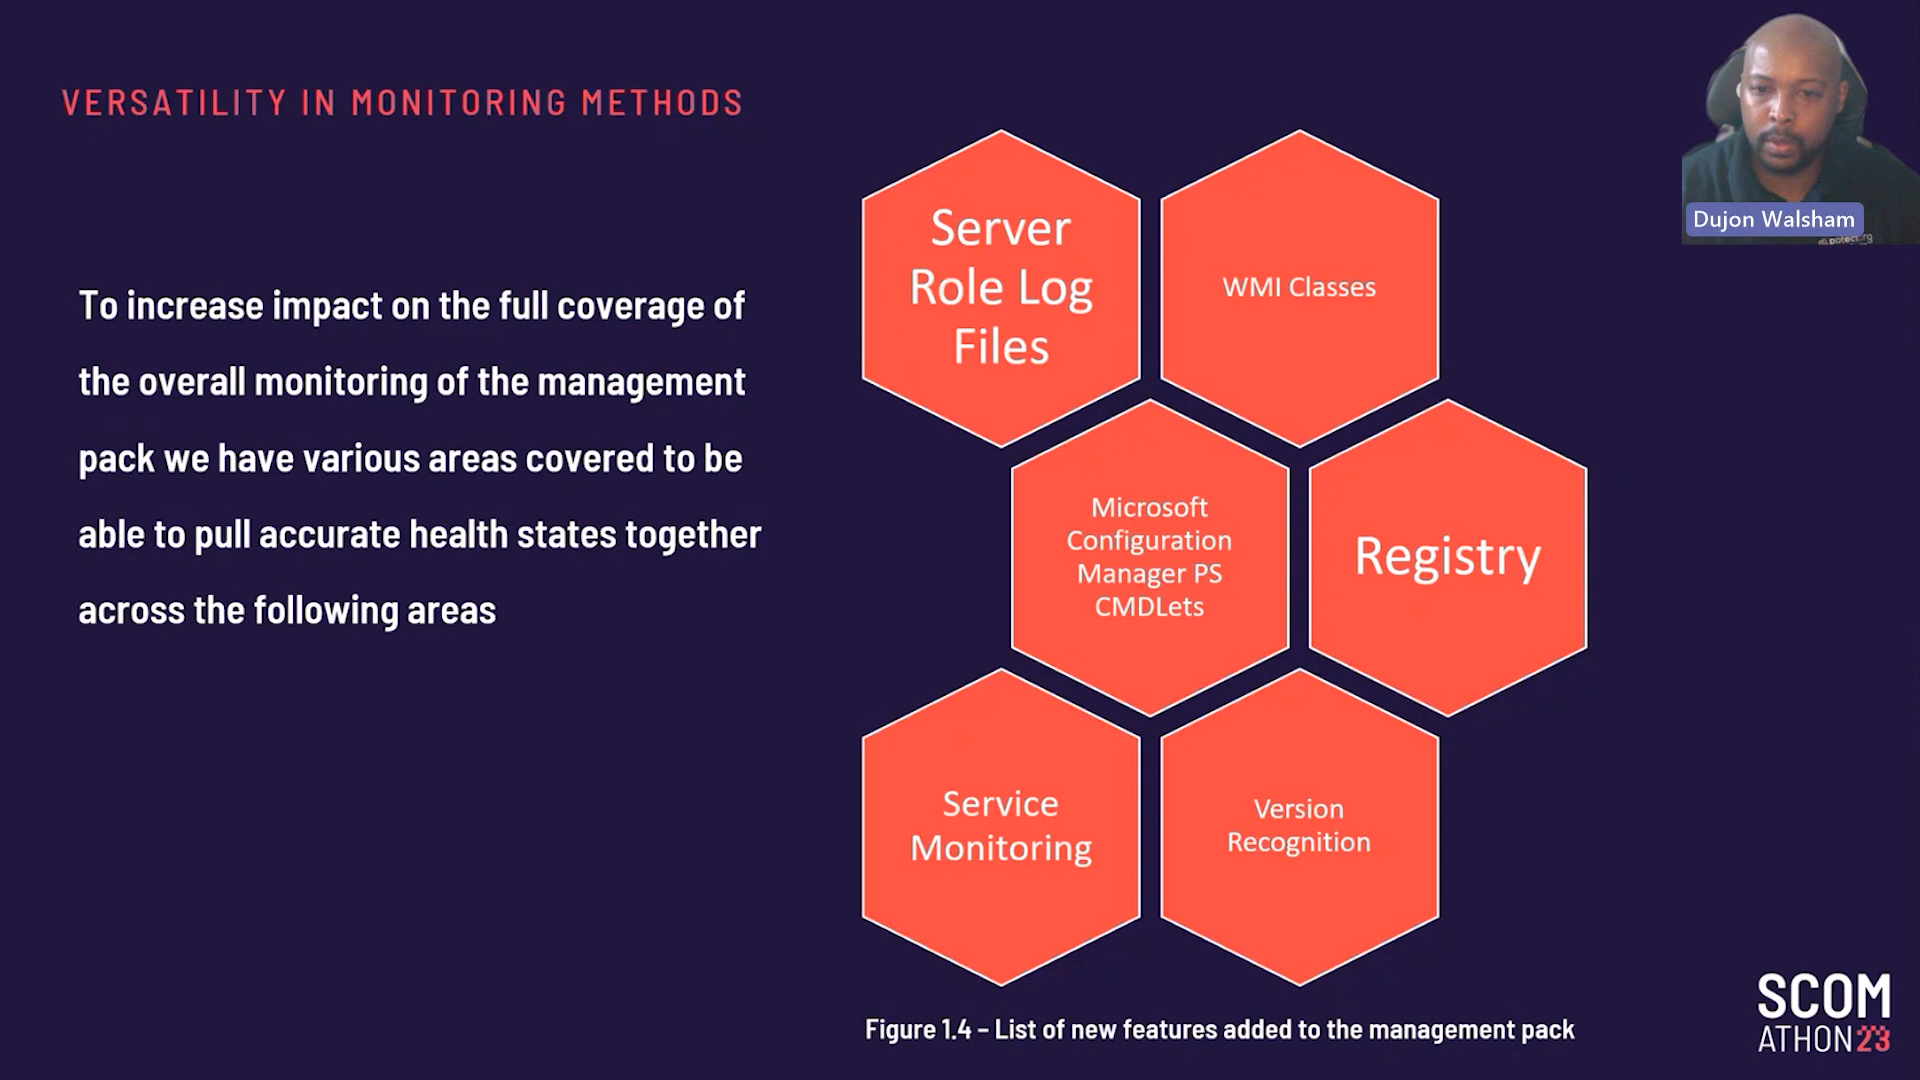 VERSATILITY IN MONITORING METHODS
To increase impact on the full coverage of
the overall monitoring of the management
pack we have various areas covered to be
able to pull accurate health states together
across the following areas
Server
Role Log
Files
WMI Classes
Microsoft
Configuration
Manager PS
CMDLets
Registry
Service
Monitoring
Version
Recognition
Figure 1.4 – List of new features added to the management pack
Dujon Walsham
SCOM
ATHON23